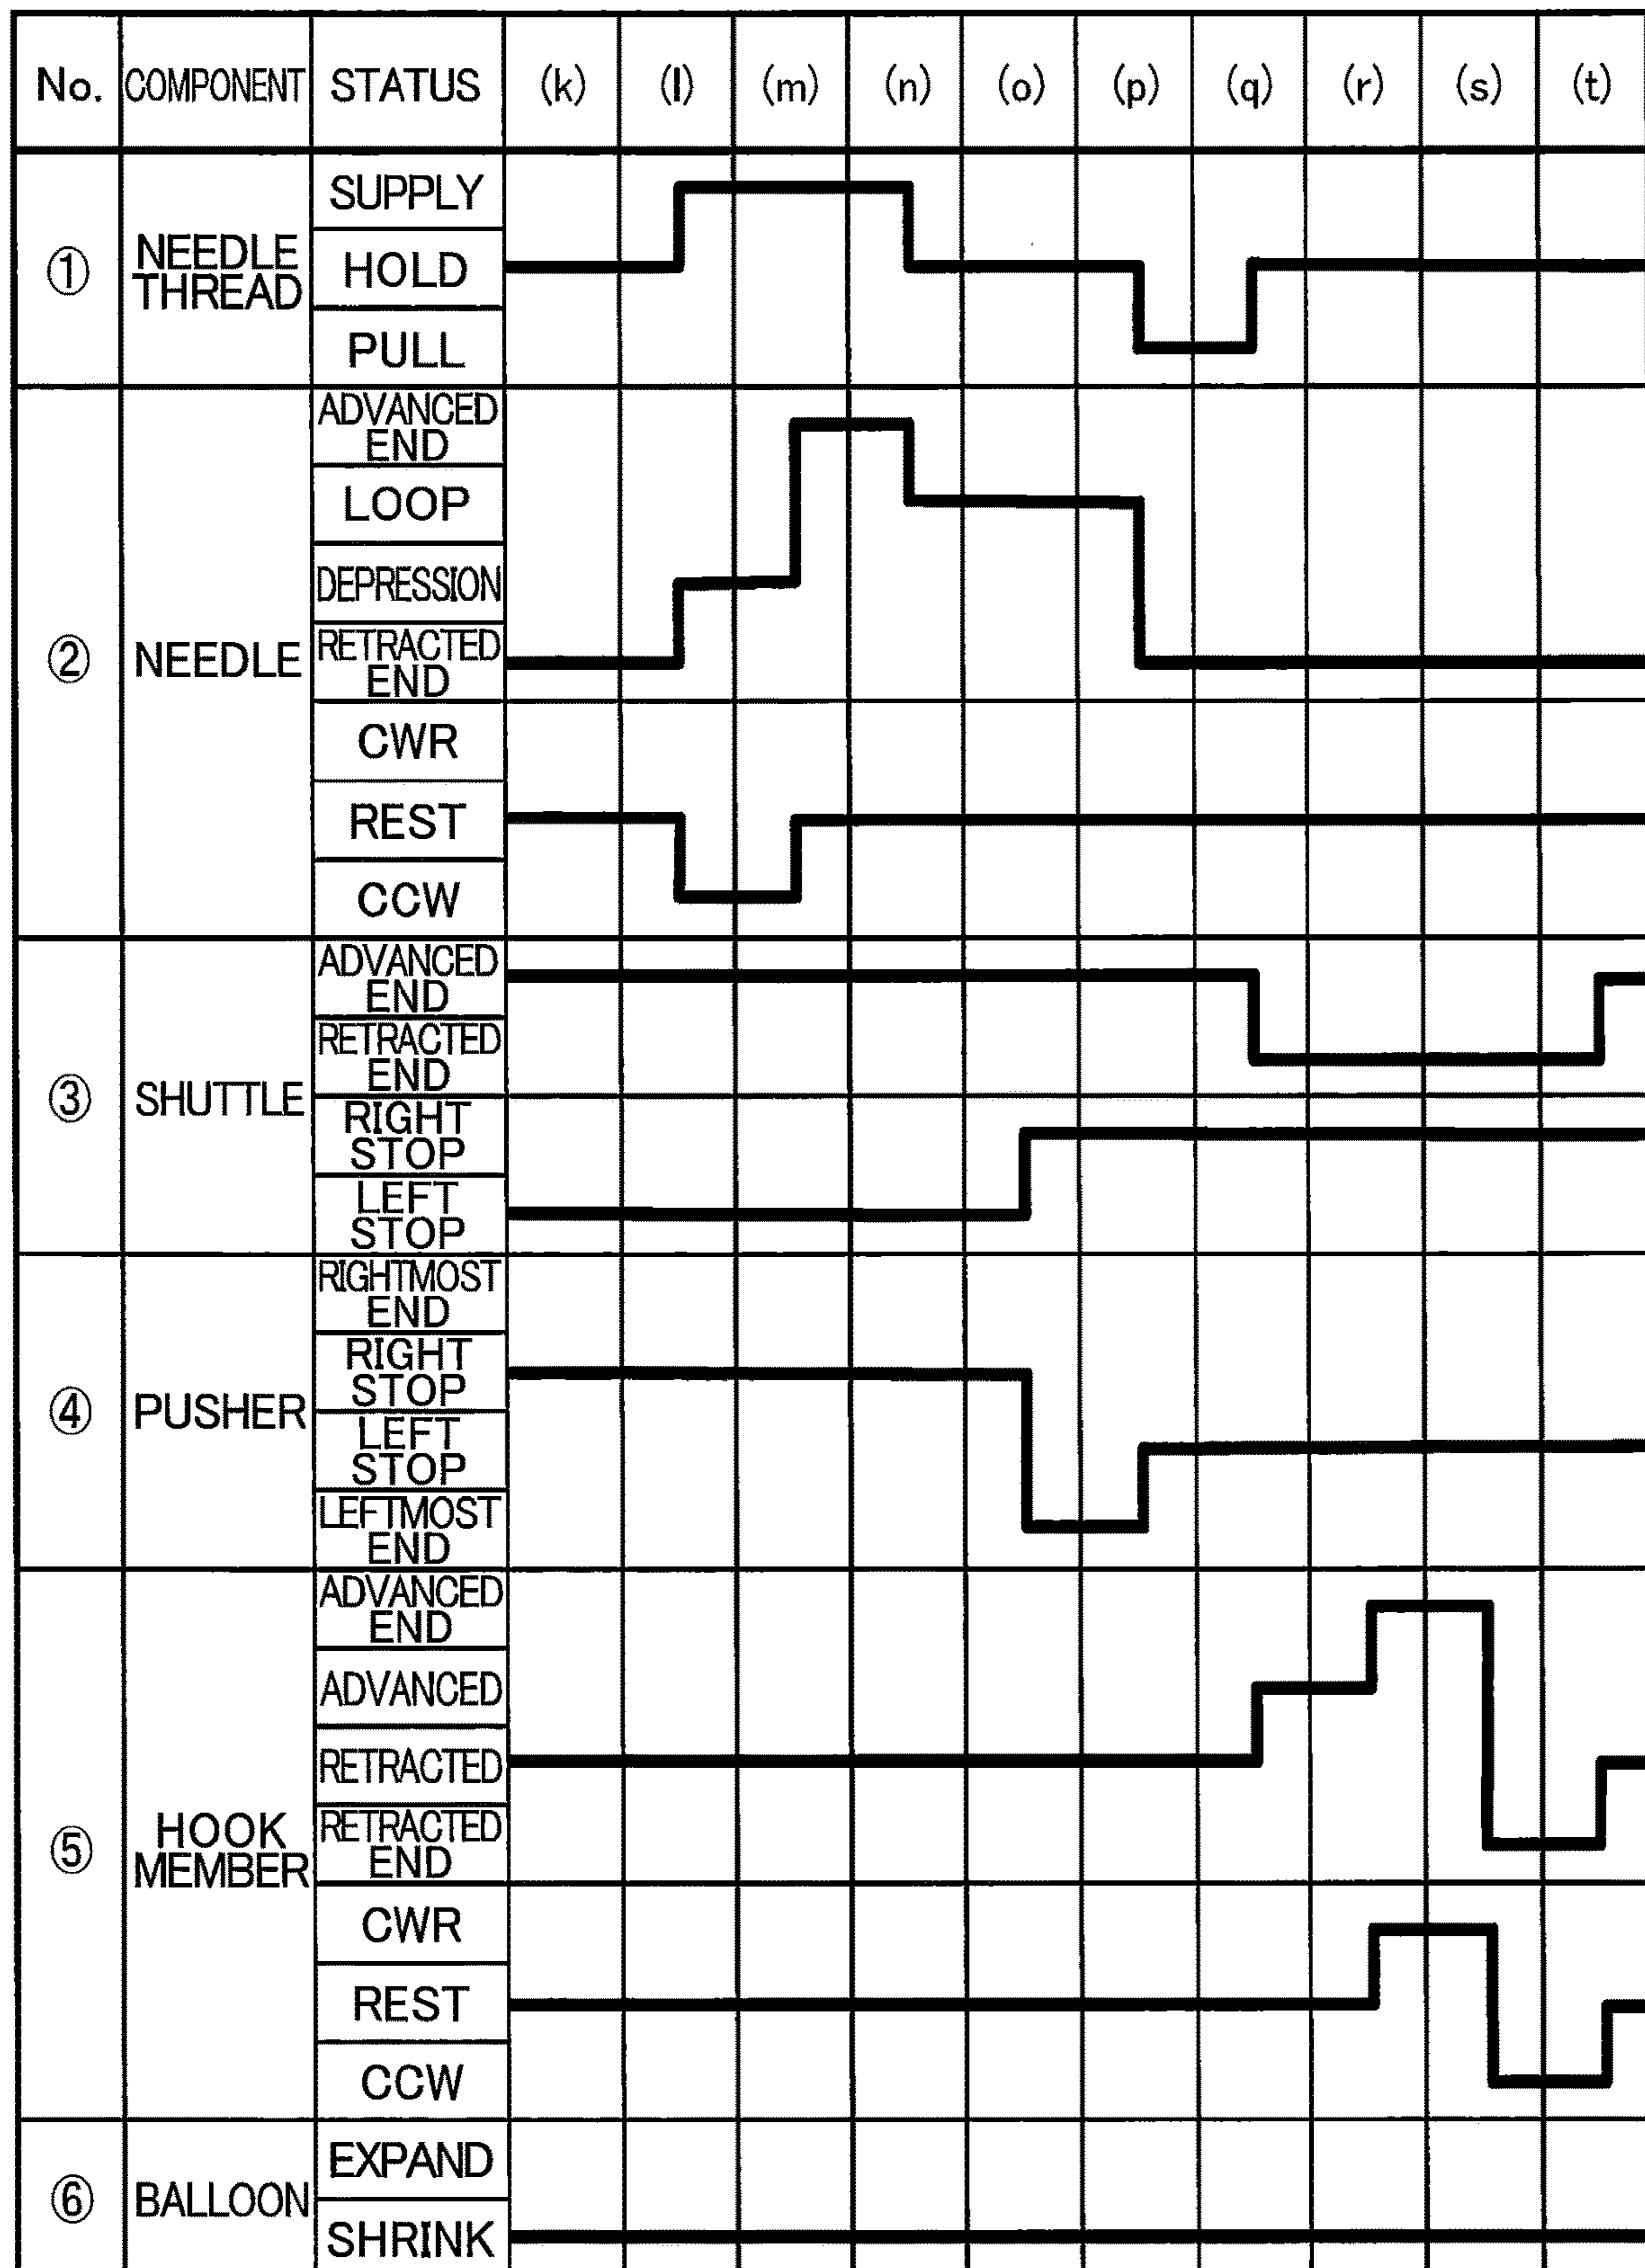 No. COMPONENT STATUS (k) (l) (m) (n) (o) (p) (q) (r) (s) (t)
① NEEDLE THREAD
SUPPLY
HOLD
PULL
② NEEDLE
ADVANCED END
LOOP
DEPRESSION
RETRACTED END
CWR
REST
CCW
③ SHUTTLE
ADVANCED END
RETRACTED END
RIGHT STOP
LEFT STOP
④ PUSHER
RIGHTMOST END
RIGHT STOP
LEFT STOP
LEFTMOST END
⑤ HOOK MEMBER
ADVANCED END
ADVANCED
RETRACTED
RETRACTED END
CWR
REST
CCW
⑥ BALLOON
EXPAND
SHRINK